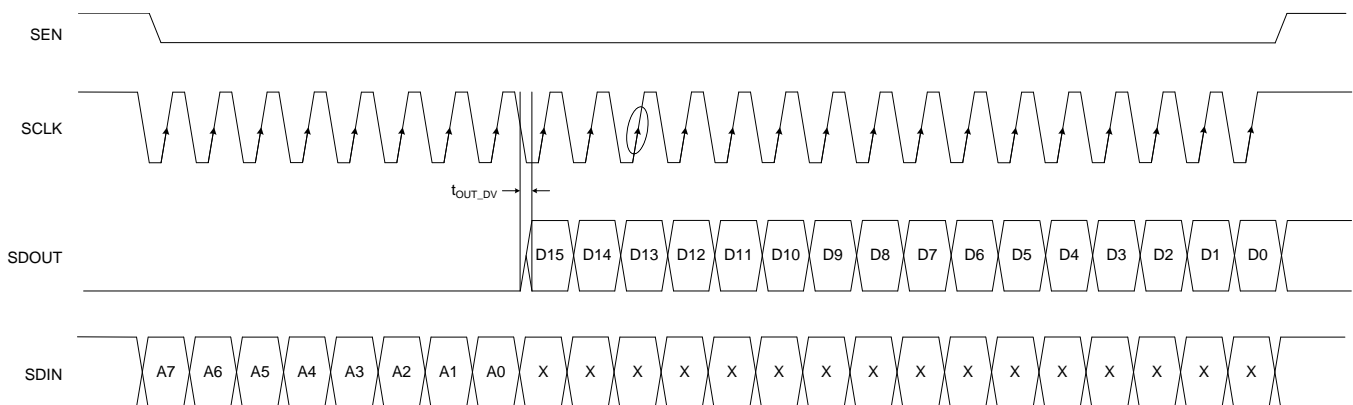 SEN
SCLK
tOUT_DV
SDOUT
D15 D14 D13 D12 D11 D10 D9 D8 D7 D6 D5 D4 D3 D2 D1 D0
SDIN
A7 A6 A5 A4 A3 A2 A1 A0 X X X X X X X X X X X X X X X X